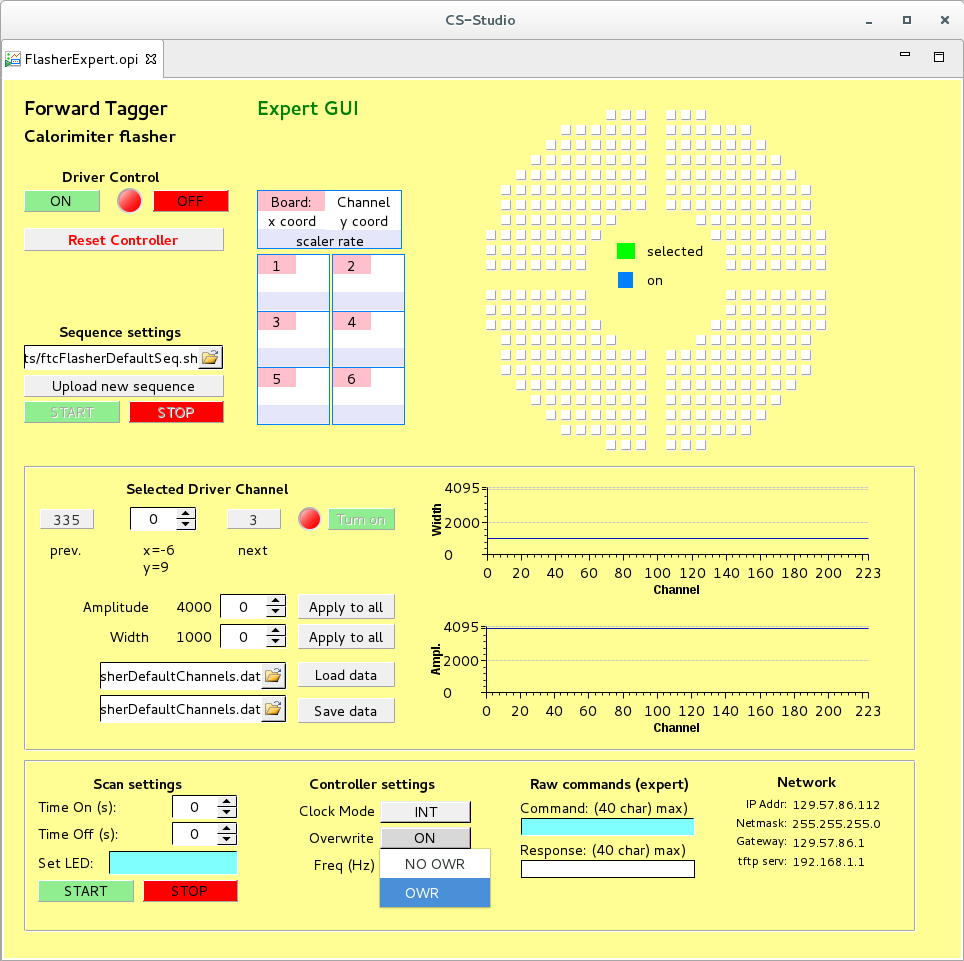 CS-Studio
FlasherExpert.opi
Forward Tagger
Expert GUI
Calorimiter flasher
Driver Control
ON
OFF
Reset Controller
Board:
Channel
x coord
y coord
scaler rate
1
2
3
4
5
6
selected
on
Sequence settings
ts/ftcFlasherDefaultSeq.sh
Upload new sequence
START
STOP
Selected Driver Channel
335
0
3
Turn on
prev.
x=-6
next
y=9
Amplitude
4000
0
Apply to all
Width
1000
0
Apply to all
sherDefaultChannels.dat
Load data
sherDefaultChannels.dat
Save data
4095
2000
0
Width
0 20 40 60 80 100 120 140 160 180 200 223
Channel
4095
2000
0
Ampl.
0 20 40 60 80 100 120 140 160 180 200 223
Channel
Scan settings
Time On (s):
0
Time Off (s):
0
Set LED:
START
STOP
Controller settings
Clock Mode
INT
Overwrite
ON
Freq (Hz)
NO OWR
OWR
Raw commands (expert)
Command: (40 char) max)
Response: (40 char) max)
Network
IP Addr: 129.57.86.112
Netmask: 255.255.255.0
Gateway: 129.57.86.1
tftp serv: 192.168.1.1